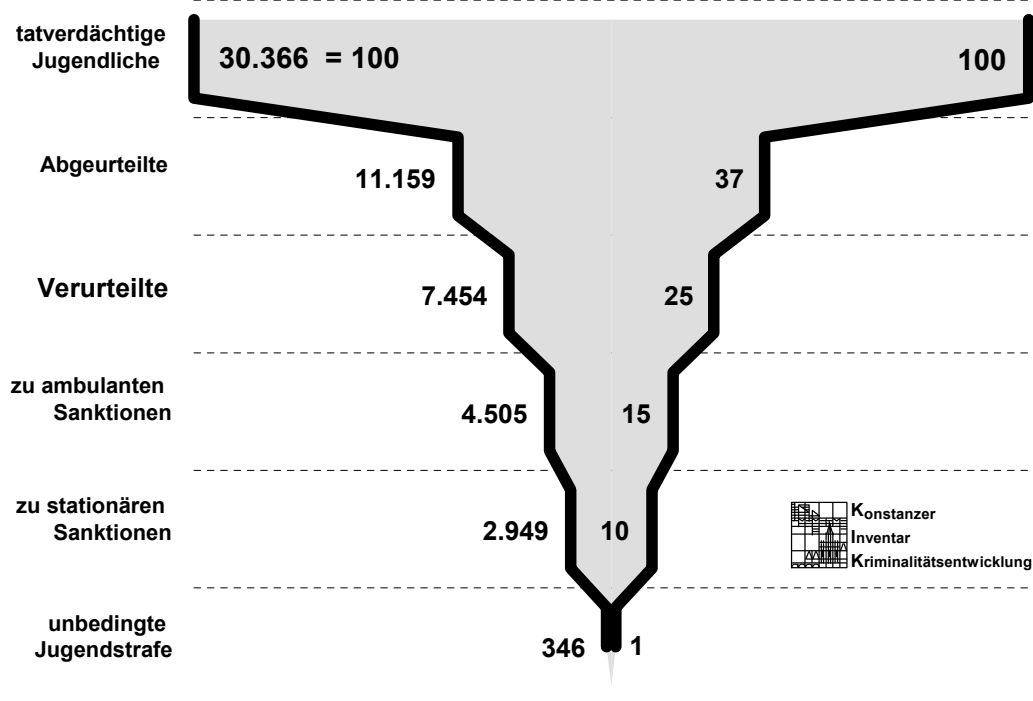 tatverdächtige
Jugendliche
30.366 = 100
100
Abgeurteilte
11.159
37
Verurteilte
7.454
25
zu ambulanten
Sanktionen
4.505
15
zu stationären
Sanktionen
2.949
10
Konstanzer
Inventar
Kriminalitätsentwicklung
unbedingte
Jugendstrafe
346
1